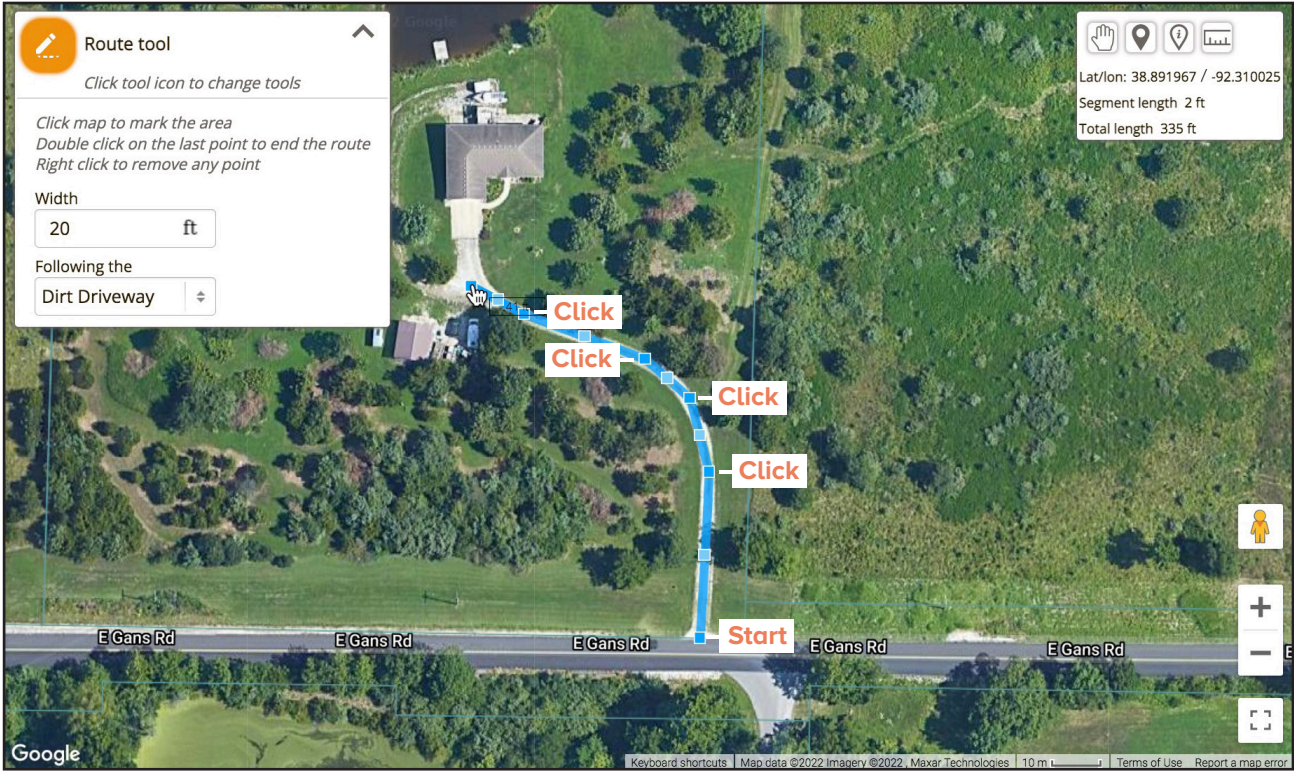 Route tool
Click tool icon to change tools
Click map to mark the area
Double click on the last point to end the route
Right click to remove any point
Width
20 ft
Following the
Dirt Driveway
2 Google
Lat/lon: 38.891967 / -92.310025
Segment length 2 ft
Total length 335 ft
Click
Click
Click
Click
Start
E Gans Rd
E Gans Rd
E Gans Rd
E Gans Rd
E Gans Rd
E
Google
Keyboard shortcuts
Map data ©2022 Imagery ©2022 , Maxar Technologies
10 m
Terms of Use
Report a map error